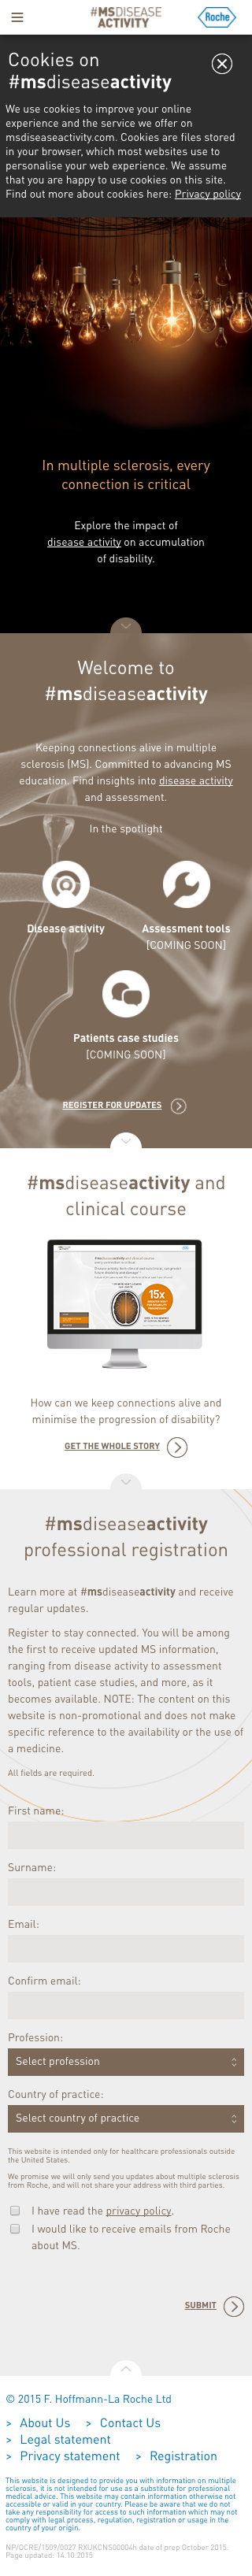 #MSDISEASE
ACTIVITY
Roche
Cookies on
#msdiseaseactivity
We use cookies to improve your online
experience and the service we offer on
msdiseaseactivity.com. Cookies are files stored
in your browser, which most websites use to
personalise your web experience. We assume
that you are happy to use cookies on this site.
Find out more about cookies here: Privacy policy
In multiple sclerosis, every
connection is critical
Explore the impact of
disease activity on accumulation
of disability.
Welcome to
#msdiseaseactivity
Keeping connections alive in multiple
sclerosis (MS). Committed to advancing MS
education. Find insights into disease activity
and assessment.
In the spotlight
Disease activity
Assessment tools
[COMING SOON]
Patients case studies
[COMING SOON]
REGISTER FOR UPDATES
#msdiseaseactivity and
clinical course
15x
How can we keep connections alive and
minimise the progression of disability?
GET THE WHOLE STORY
#msdiseaseactivity
professional registration
Learn more at #msdiseaseactivity and receive
regular updates.
Register to stay connected. You will be among
the first to receive updated MS information,
ranging from disease activity to assessment
tools, patient case studies, and more, as it
becomes available. NOTE: The content on this
website is non-promotional and does not make
specific reference to the availability or the use of
a medicine.
All fields are required.
First name:
Surname:
Email:
Confirm email:
Profession:
Select profession
Country of practice:
Select country of practice
This website is intended only for healthcare professionals outside
the United States.
We promise we will only send you updates about multiple sclerosis
from Roche, and will not share your address with third parties.
I have read the privacy policy.
I would like to receive emails from Roche
about MS.
SUBMIT
© 2015 F. Hoffmann-La Roche Ltd
> About Us > Contact Us
> Legal statement
> Privacy statement > Registration
This website is designed to provide you with information on multiple
sclerosis, it is not intended for use as a substitute for professional
medical advice. This website may contain information otherwise not
accessible or valid in your country. Please be aware that we do not
take any responsibility for access to such information which may not
comply with legal process, regulation, registration or usage in the
country of your origin.
NP/OCRE/1509/0027 RXUKCNS00004h date of prep October 2015.
Page updated: 14.10.2015